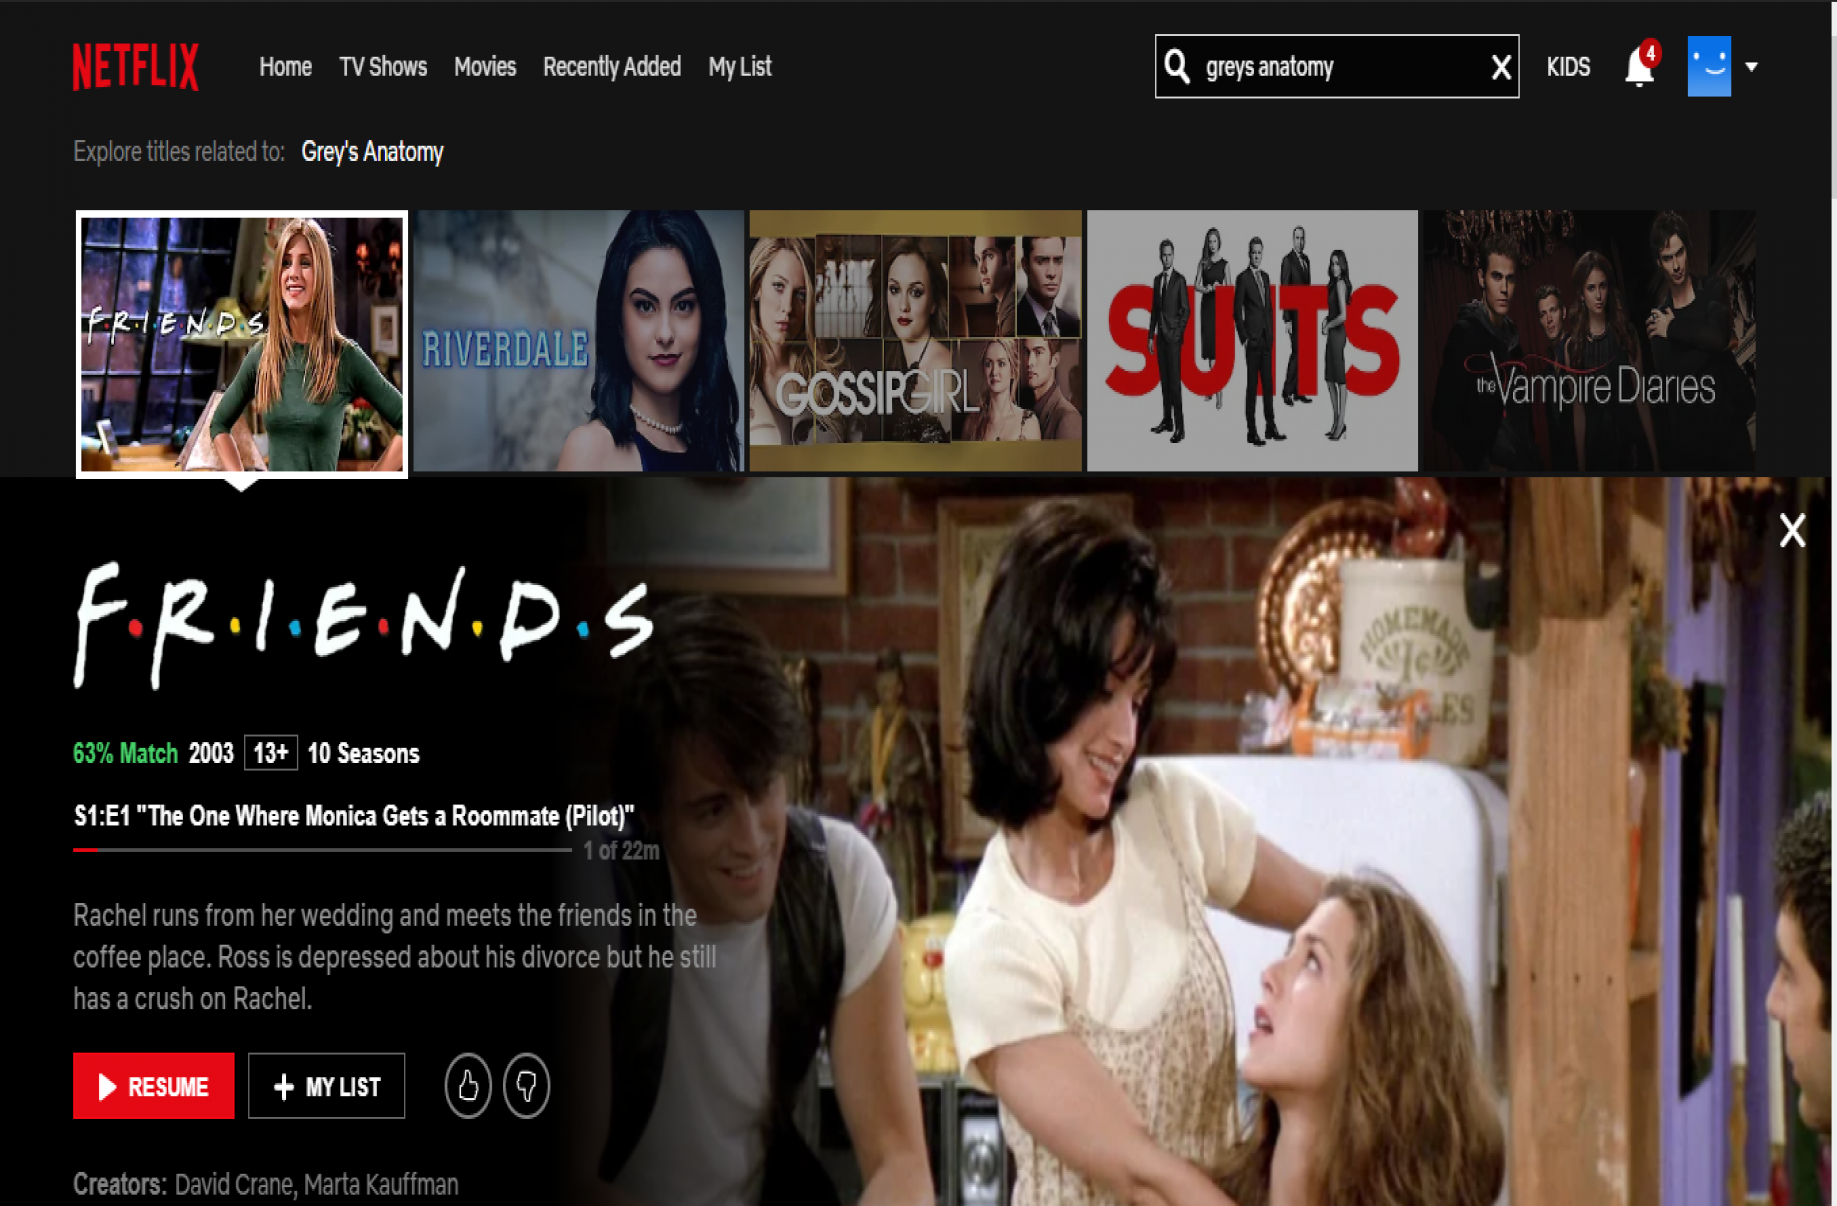 NETFLIX Home TV Shows Movies Recently Added My List greys anatomy X KIDS 4
Explore titles related to: Grey's Anatomy
F·R·I·E·N·D·S
RIVERDALE
GOSSIP GIRL
SUITS
the Vampire Diaries
X
F·R·I·E·N·D·S
HOMEMADE
63% Match 2003 13+ 10 Seasons
S1:E1 "The One Where Monica Gets a Roommate (Pilot)"
1 of 22m
Rachel runs from her wedding and meets the friends in the
coffee place. Ross is depressed about his divorce but he still
has a crush on Rachel.
RESUME + MY LIST
Creators: David Crane, Marta Kauffman